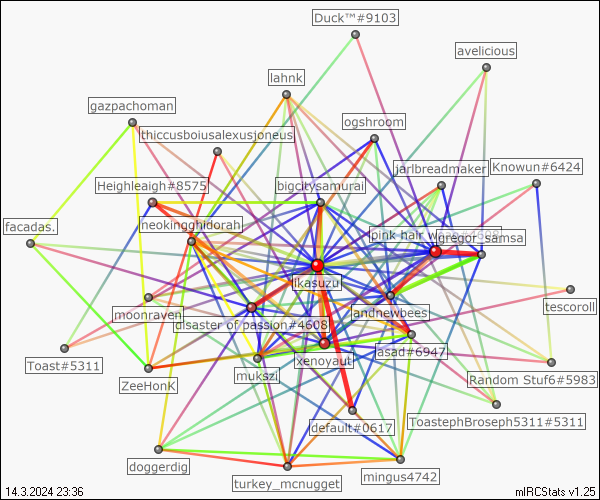 Duck™#9103
avelicious
lahnk
gazpachoman
ogshroom
thiccusboiusalexusjoneus
jarlbreadmaker
Knowun#6424
Heighleaigh#8575
bigcitysamurai
facadas.
neokingghidorah
pink hair
gregor_samsa
likasuzul
tescoroll
moonraven
landnewbees
disaster of passion#4608
Toast#5311
xenoyaut
asad#6947
ZeeHonK
mukszi
Random Stuf6#5983
default#0617
ToastephBroseph5311#5311
doggerdig
turkey_mcnugget
mingus4742
14.3.2024 23:36
mIRCStats v1.25